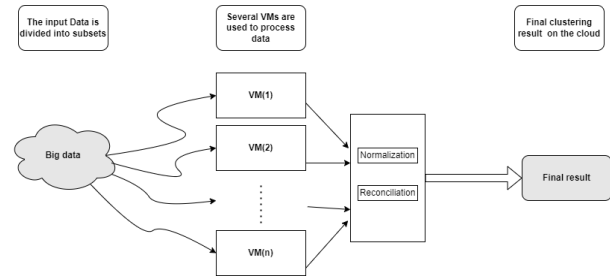 The input Data is
divided into subsets
Several VMs are
used to process
data
Final clustering
result on the cloud
VM(1)
VM(2)
VM(n)
Big data
Normalization
Reconciliation
Final result